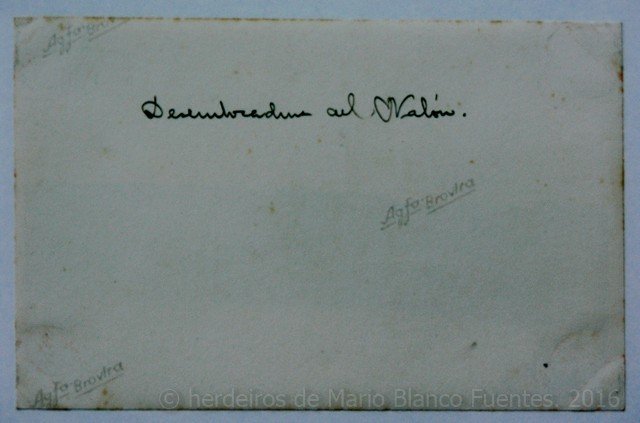 Agfa-Brovira
Desembocadura del Nalón.
Agfa-Brovira
Agfa-Brovira
© herdeiros de Mario Blanco Fuentes. 2016